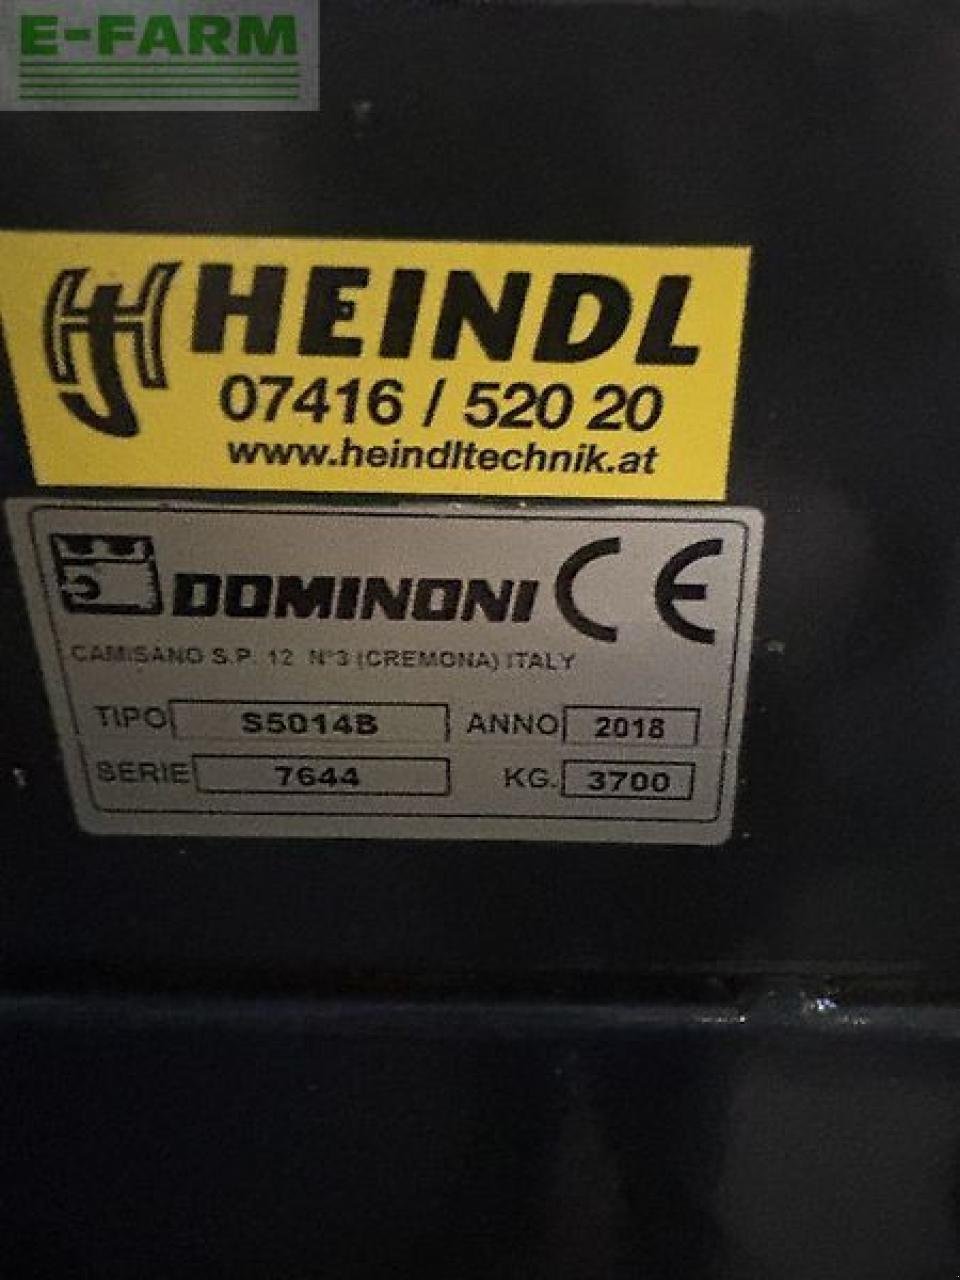 E-FARM
HEINDL
07416 / 520 20
www.heindltechnik.at
DOMINONI CE
CAMISANO S.P. 12 N°3 (CREMONA) ITALY
TIPO S5014B ANNO 2018
SERIE 7644 KG. 3700